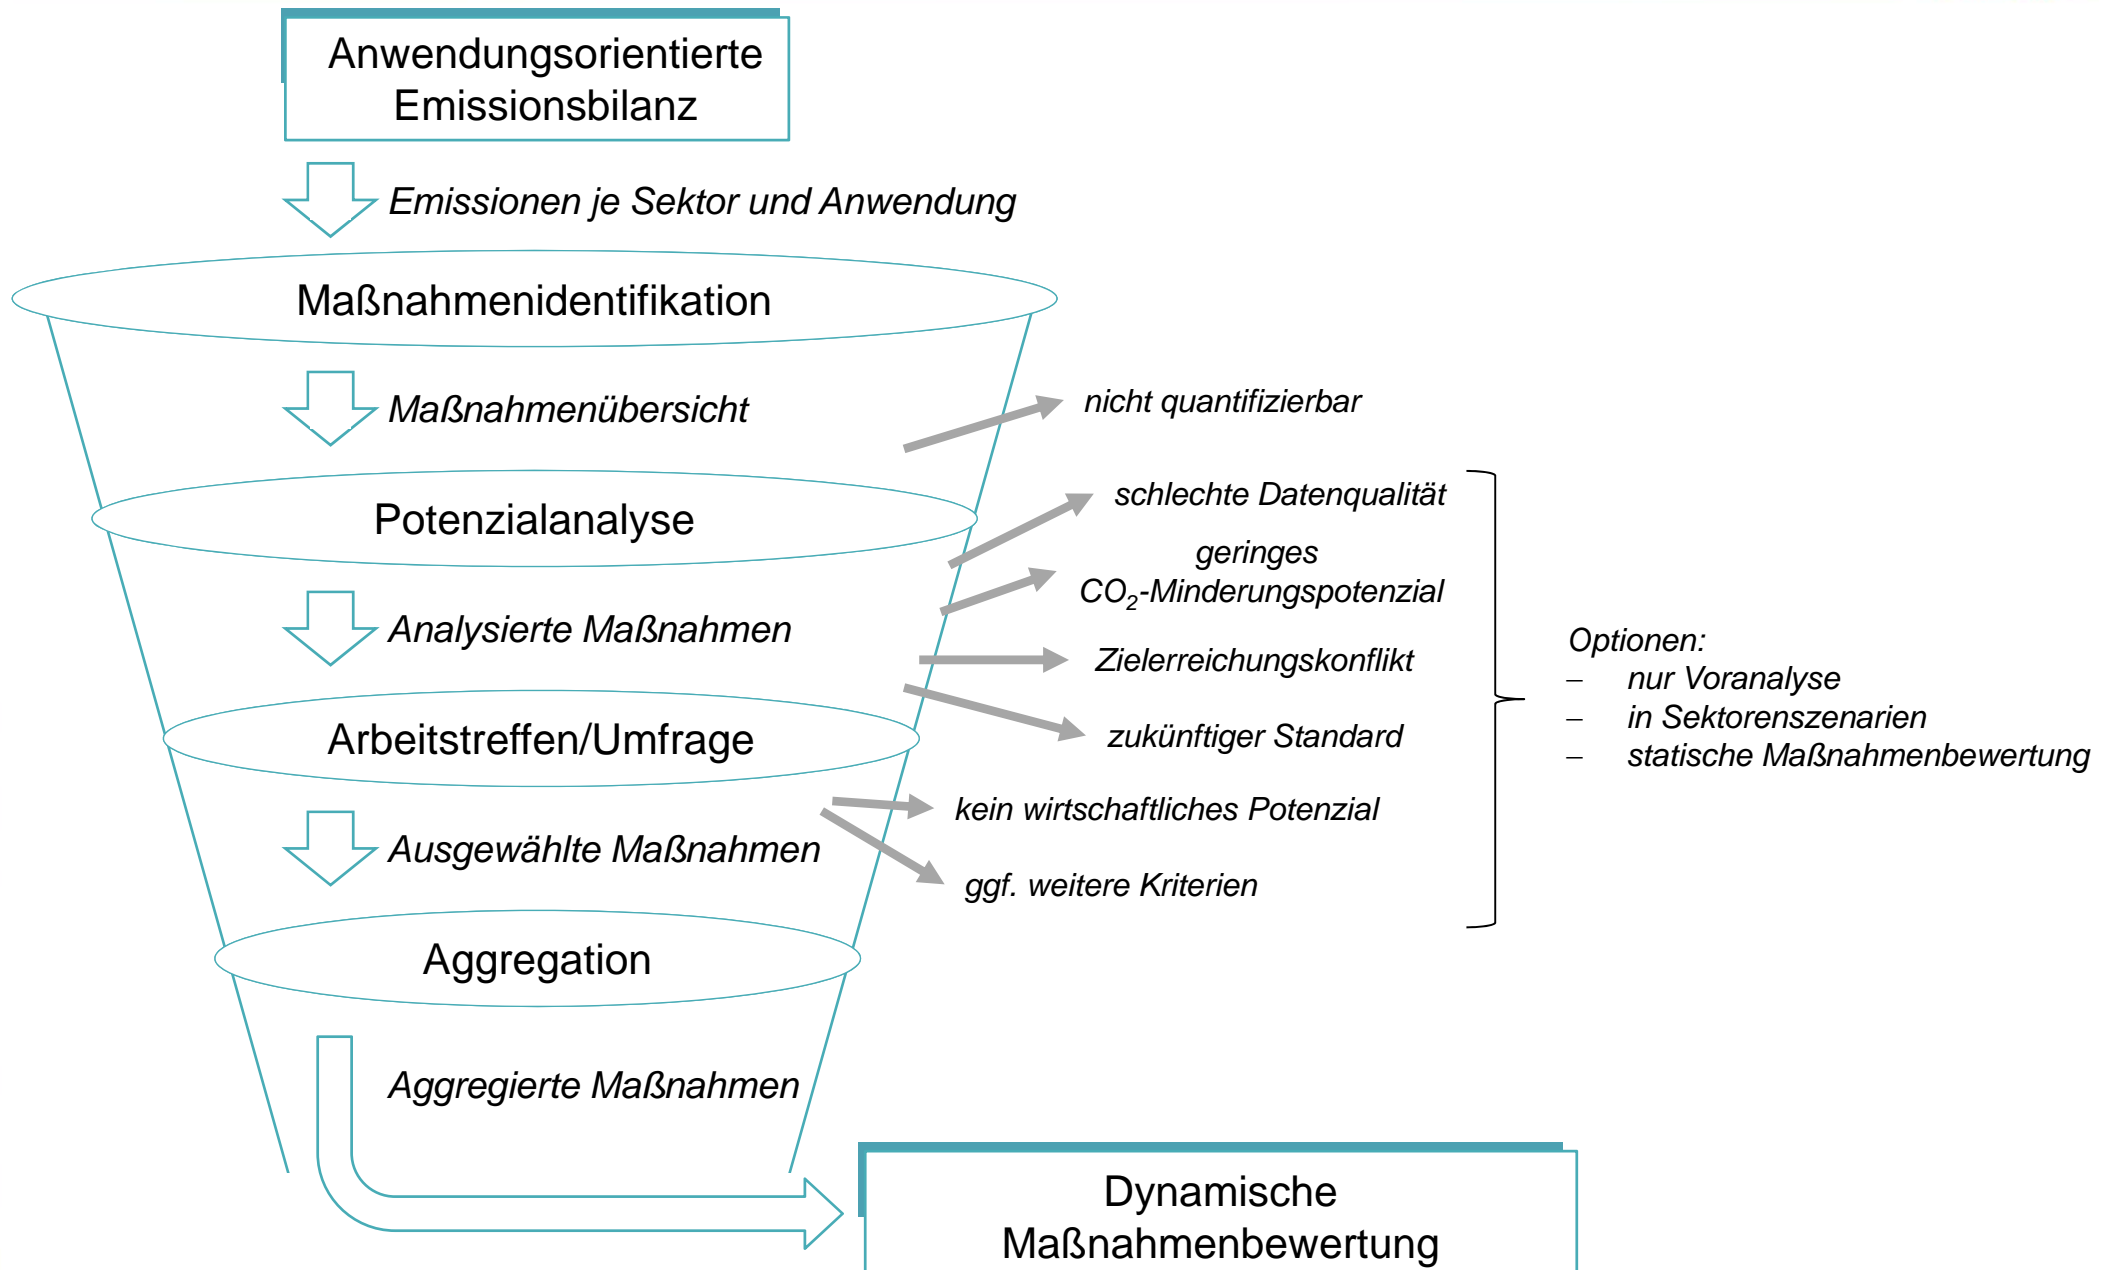 Anwendungsorientierte
Emissionsbilanz
Emissionen je Sektor und Anwendung
Maßnahmenidentifikation
Maßnahmenübersicht
nicht quantifizierbar
Potenzialanalyse
schlechte Datenqualität
geringes
CO₂-Minderungspotenzial
Analysierte Maßnahmen
Zielerreichungskonflikt
zukünftiger Standard
Arbeitstreffen/Umfrage
kein wirtschaftliches Potenzial
Ausgewählte Maßnahmen
ggf. weitere Kriterien
Optionen:
– nur Voranalyse
– in Sektorenszenarien
– statische Maßnahmenbewertung
Aggregation
Aggregierte Maßnahmen
Dynamische
Maßnahmenbewertung